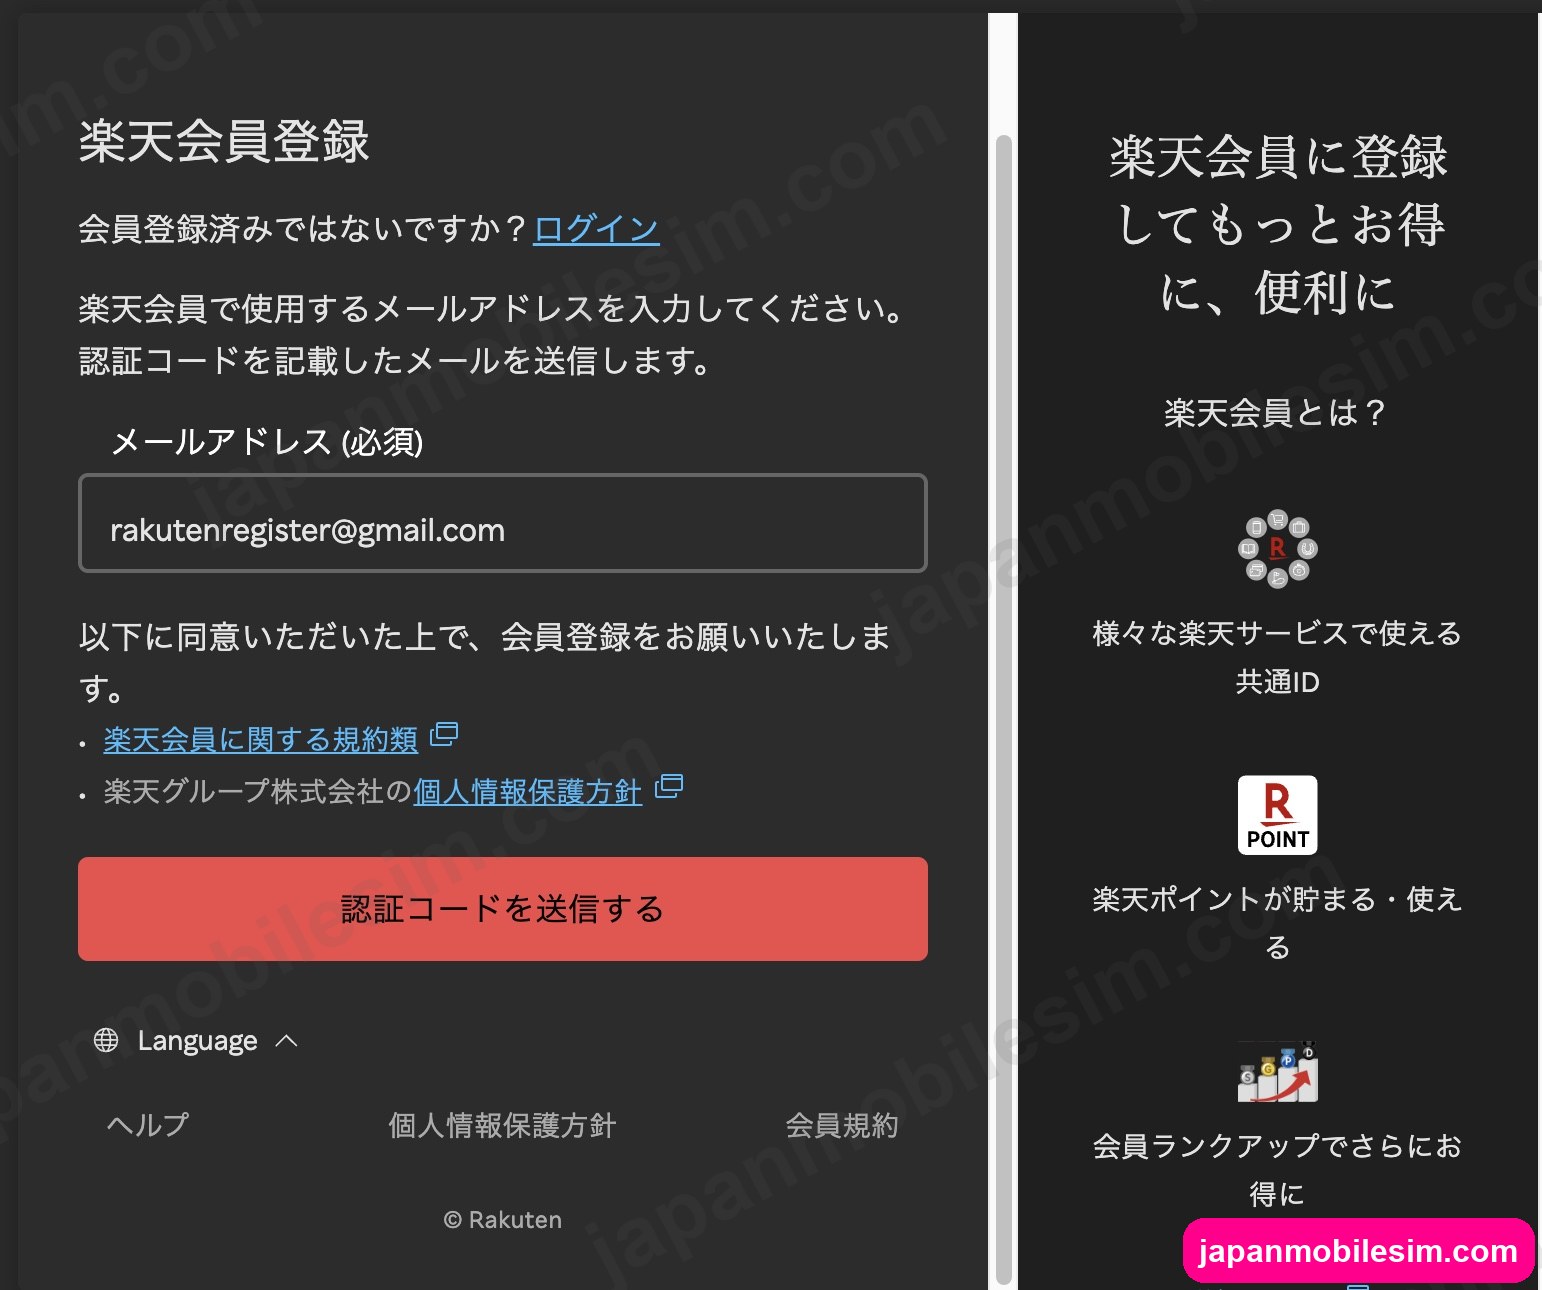 楽天会員登録
会員登録済みではないですか？ログイン
楽天会員で使用するメールアドレスを入力してください。
認証コードを記載したメールを送信します。
メールアドレス (必須)
rakutenregister@gmail.com
以下に同意いただいた上で、会員登録をお願いいたしま
す。
・楽天会員に関する規約類
・楽天グループ株式会社の個人情報保護方針
認証コードを送信する
Language
ヘルプ 個人情報保護方針 会員規約
© Rakuten
楽天会員に登録
してもっとお得
に、便利に
楽天会員とは？
R
様々な楽天サービスで使える
共通ID
R
POINT
楽天ポイントが貯まる・使え
る
S G P D
会員ランクアップでさらにお
得に
japanmobilesim.com
japanmobilesim.com
japanmobilesim.com
japanmobilesim.com
japanmobilesim.com